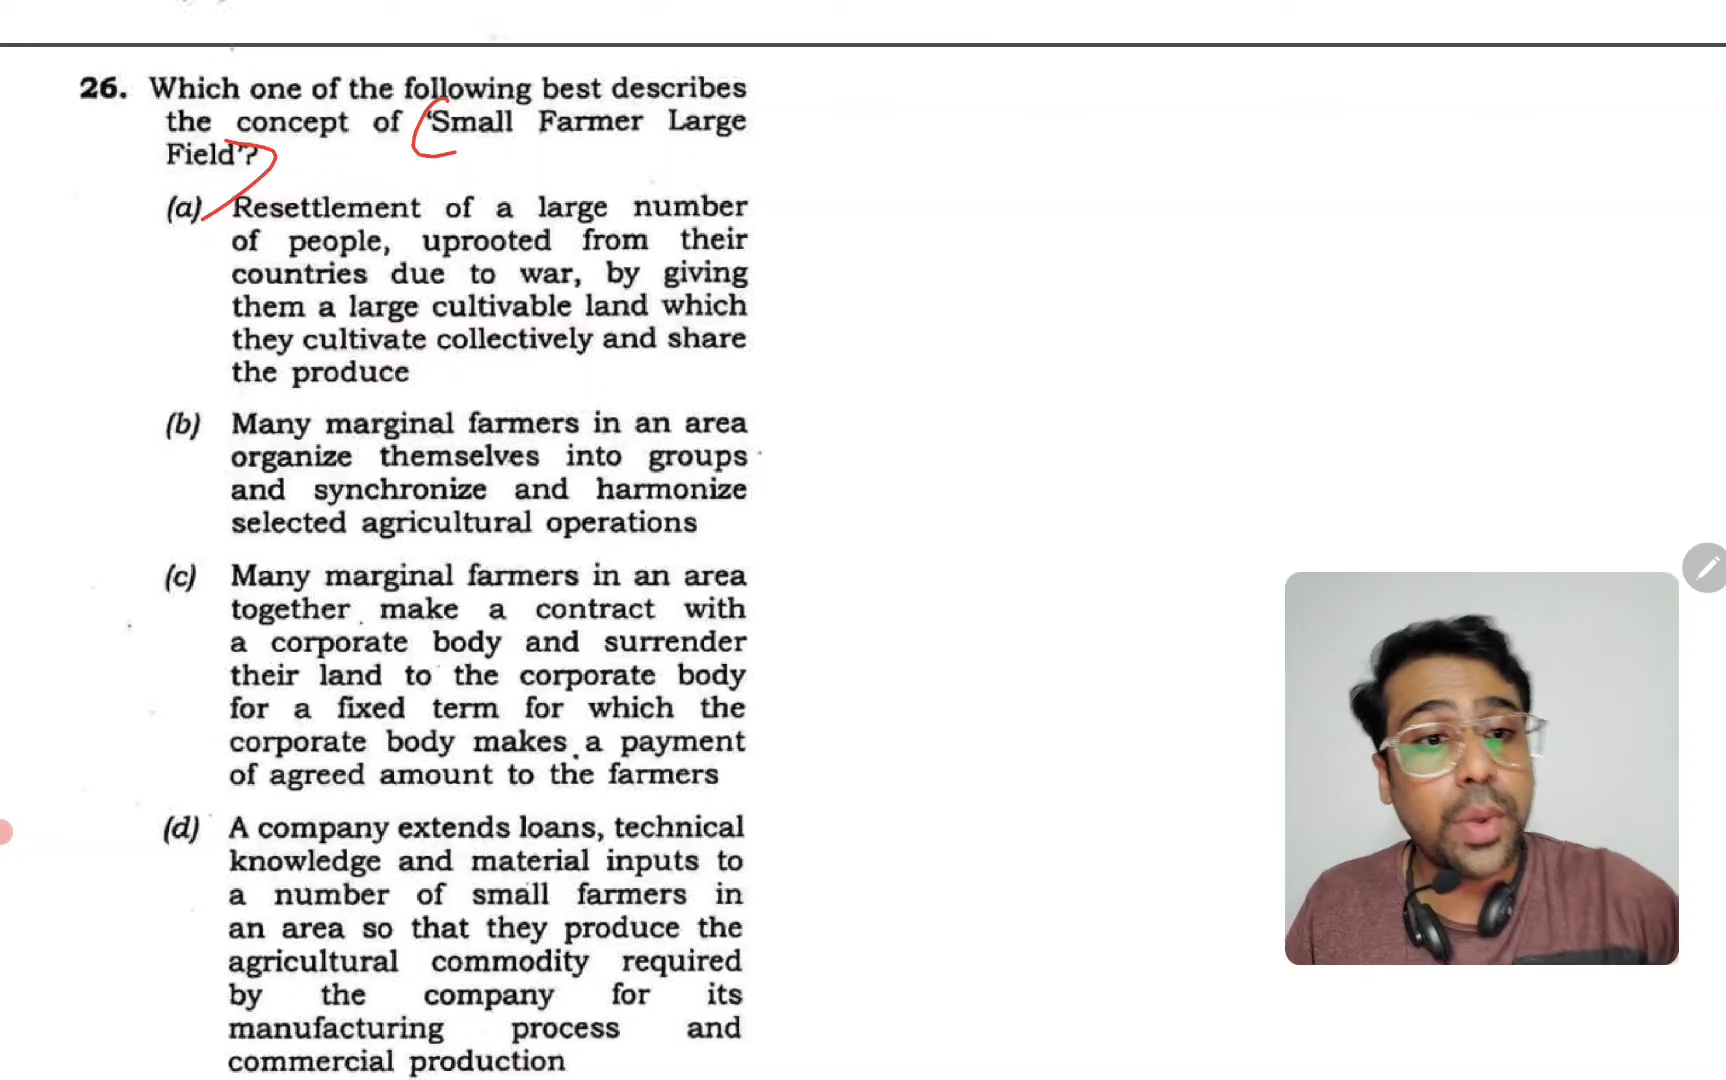 26. Which one of the following best describes
the concept of 'Small Farmer Large
Field'?
(a) Resettlement of a large number
of people, uprooted from their
countries due to war, by giving
them a large cultivable land which
they cultivate collectively and share
the produce
(b) Many marginal farmers in an area
organize themselves into groups
and synchronize and harmonize
selected agricultural operations
(c) Many marginal farmers in an area
together make a contract with
a corporate body and surrender
their land to the corporate body
for a fixed term for which the
corporate body makes a payment
of agreed amount to the farmers
(d) A company extends loans, technical
knowledge and material inputs to
a number of small farmers in
an area so that they produce the
agricultural commodity required
by the company for its
manufacturing process and
commercial production